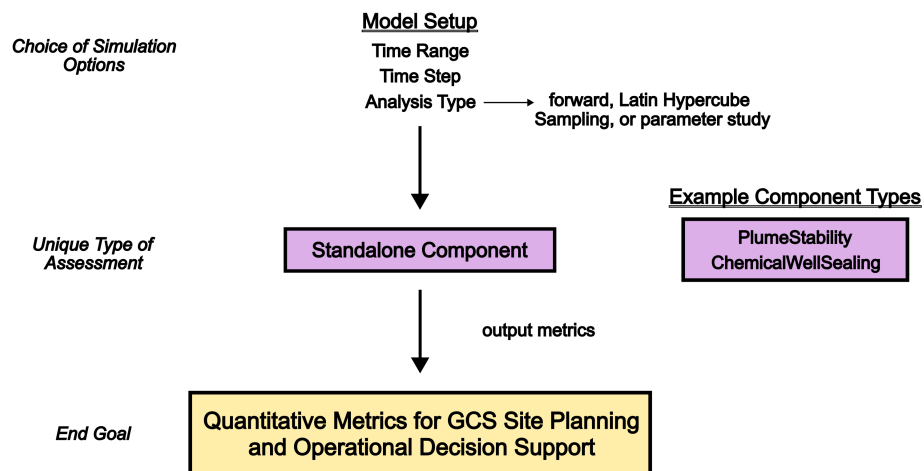 Choice of Simulation
Options
Model Setup
Time Range
Time Step
Analysis Type
forward, Latin Hypercube
Sampling, or parameter study
Unique Type of
Assessment
Standalone Component
Example Component Types
PlumeStability
ChemicalWellSealing
output metrics
End Goal
Quantitative Metrics for GCS Site Planning
and Operational Decision Support